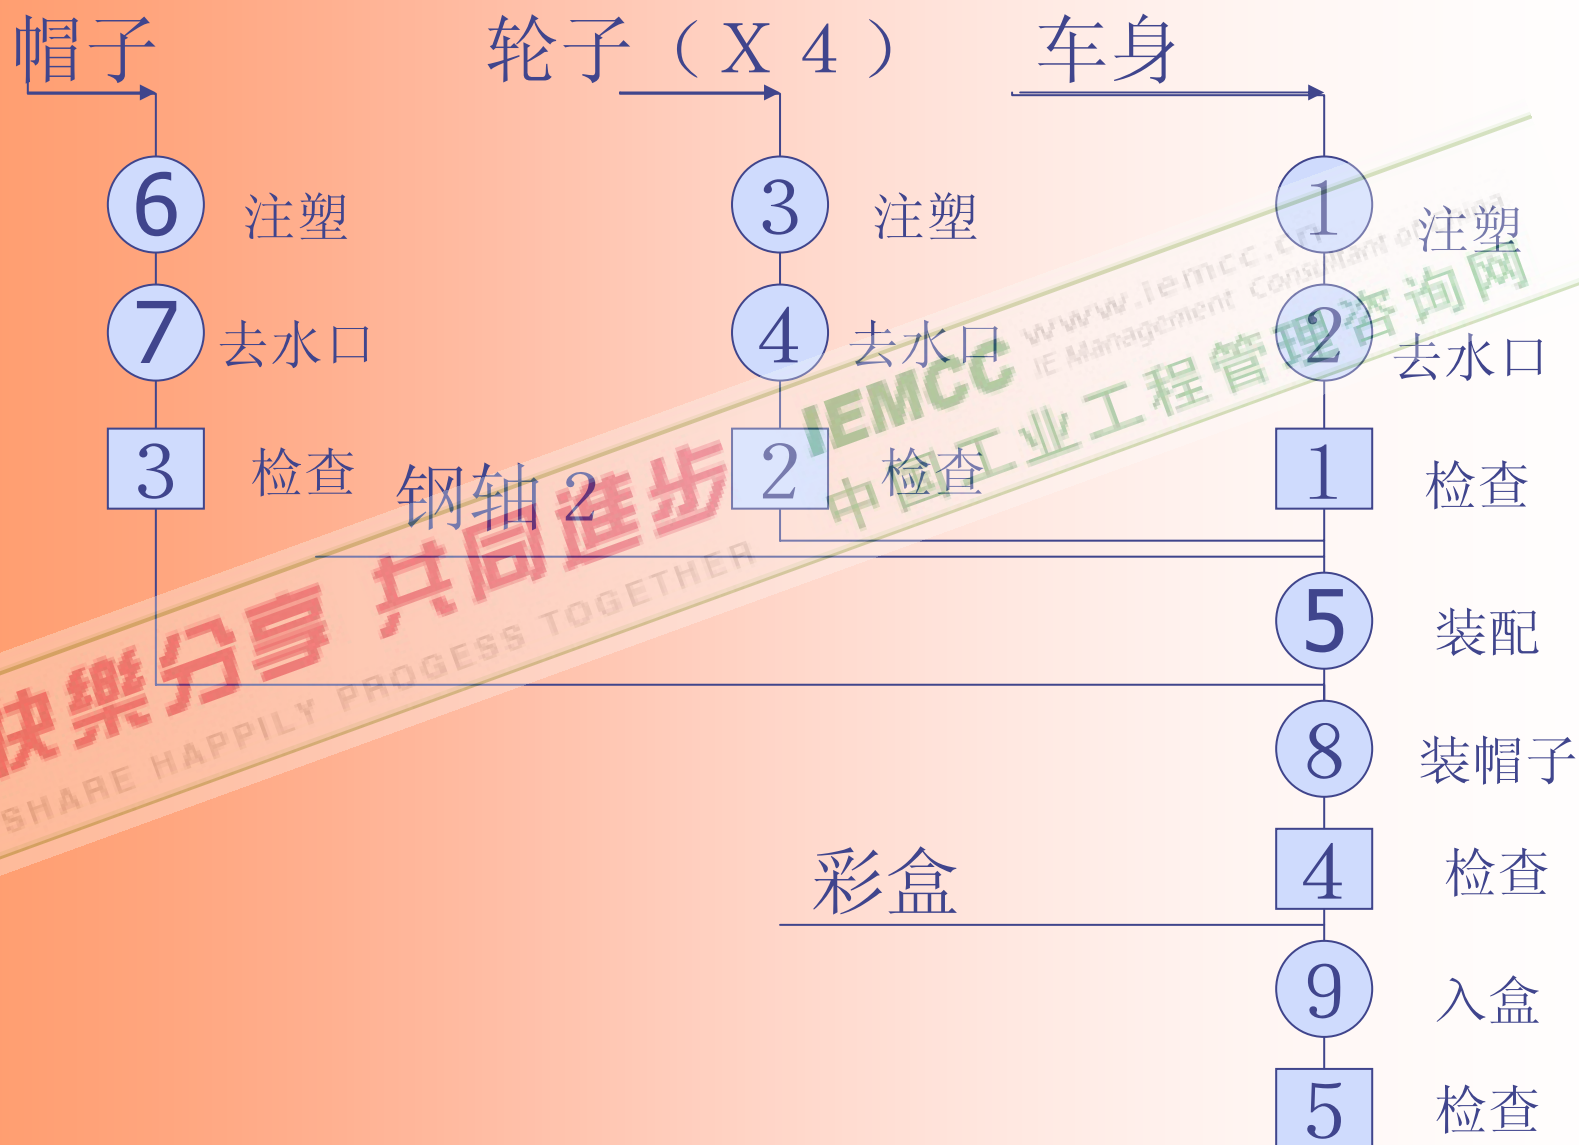 帽子 轮子（X 4） 车身
6 注塑 3 注塑 1 注塑
7 去水口 4 去水口 2 去水口
3 检查 2 检查 1 检查
钢轴 2
5 装配
8 装帽子
4 检查
彩盒
9 入盒
5 检查
快樂分享 共同進步
SHARE HAPPILY PROGESS TOGETHER
IEMCC www.iemcc.cn
IE Management Consultant of China
中国工业工程管理咨询网